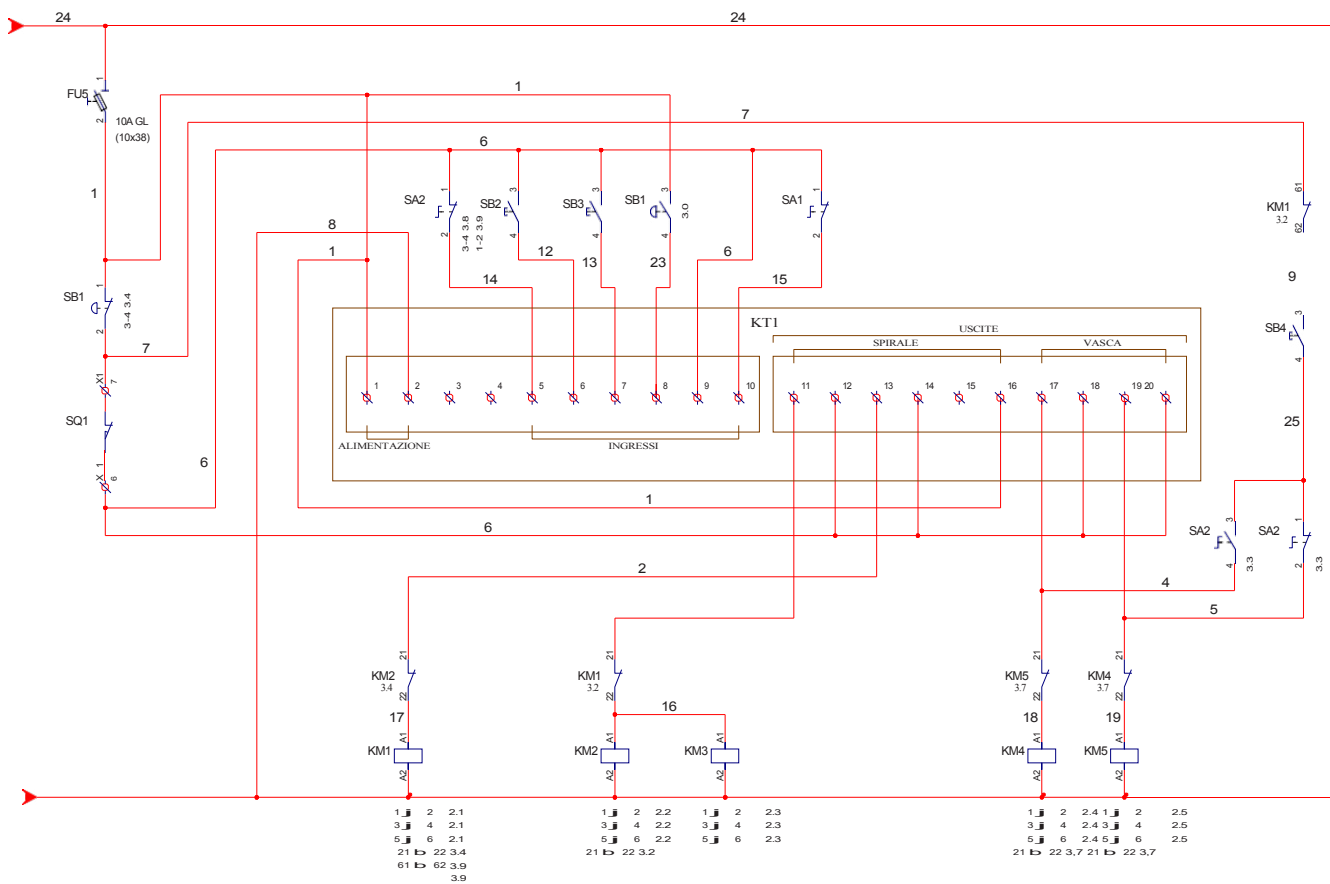 24 24
1
FU5
2
10A GL
(10x38)
1
7
6
1
SA2
2
3-4 3.8
1-2 3.9
3
SB2
4
3
SB3
4
3
SB1
4
3.0
1
SA1
2
61
KM1
3.2
62
1
8
1
12
13
23
6
14
15
9
1
SB1
2
3-4 3.4
7
KT1
USCITE
SPIRALE VASCA
3
SB4
4
X1
7
1 2 3 4 5 6 7 8 9 10 11 12 13 14 15 16 17 18 19 20
SQ1
ALIMENTAZIONE INGRESSI
25
X 1
6
6
1
6
3
SA2
4
3.3
1
SA2
2
3.3
2
4
5
21
KM2
3.4
22
21
KM1
3.2
22
21
KM5
3.7
22
21
KM4
3.7
22
17
16
18
19
A1
KM1
A2
A1
KM2
A2
A1
KM3
A2
A1
KM4
A2
A1
KM5
A2
1 2 2.1 1 2 2.2 1 2 2.3 1 2 2.4 1 2 2.5
3 4 2.1 3 4 2.2 3 4 2.3 3 4 2.4 3 4 2.5
5 6 2.1 5 6 2.2 5 6 2.3 5 6 2.4 5 6 2.5
21 22 3.4 21 22 3.2 21 22 3,7 21 22 3,7
61 62 3.9
3.9